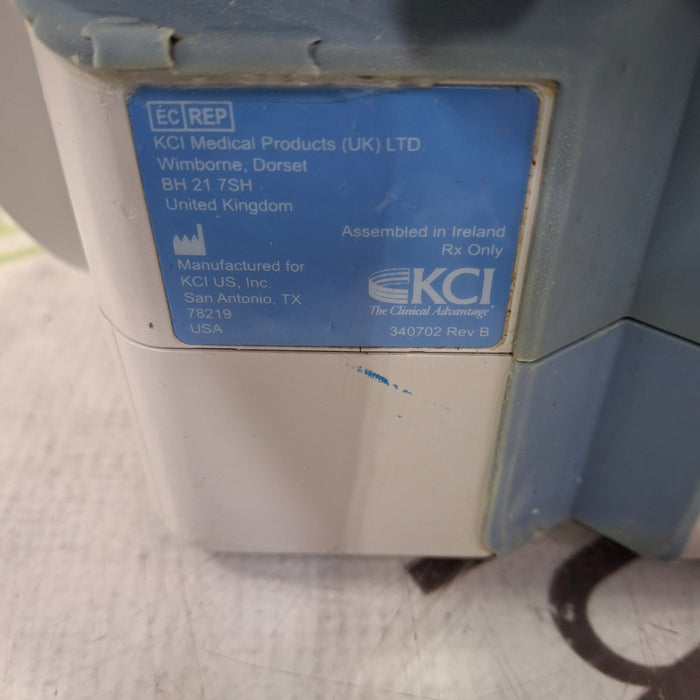 ÉC REP
KCI Medical Products (UK) LTD.
Wimborne, Dorset
BH 21 7SH
United Kingdom
Assembled in Ireland
Rx Only
Manufactured for
KCI US, Inc.
San Antonio, TX
78219
USA
KCI
The Clinical Advantage
340702 Rev B